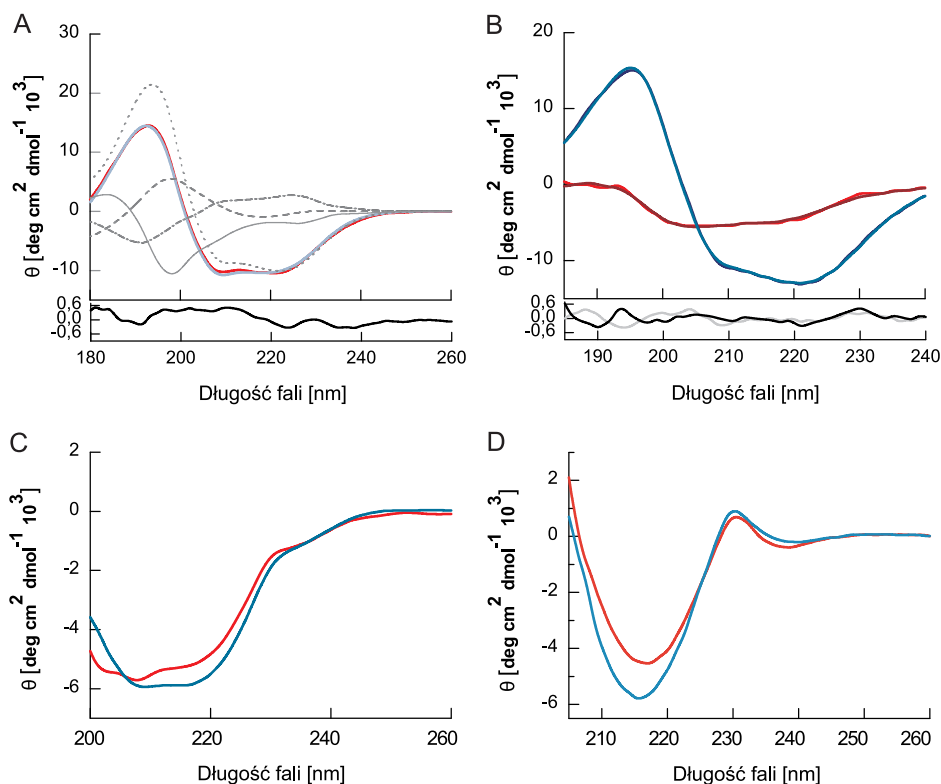 A
θ [deg cm² dmol⁻¹ 10³]
30
20
10
0
-10
0,6
0,0
-0,6
180 200 220 240 260
Długość fali [nm]
B
θ [deg cm² dmol⁻¹ 10³]
20
10
0
-10
0,6
0,0
-0,6
190 200 210 220 230 240
Długość fali [nm]
C
θ [deg cm² dmol⁻¹ 10³]
2
0
-2
-4
-6
200 220 240 260
Długość fali [nm]
D
θ [deg cm² dmol⁻¹ 10³]
2
0
-2
-4
-6
210 220 230 240 250 260
Długość fali [nm]